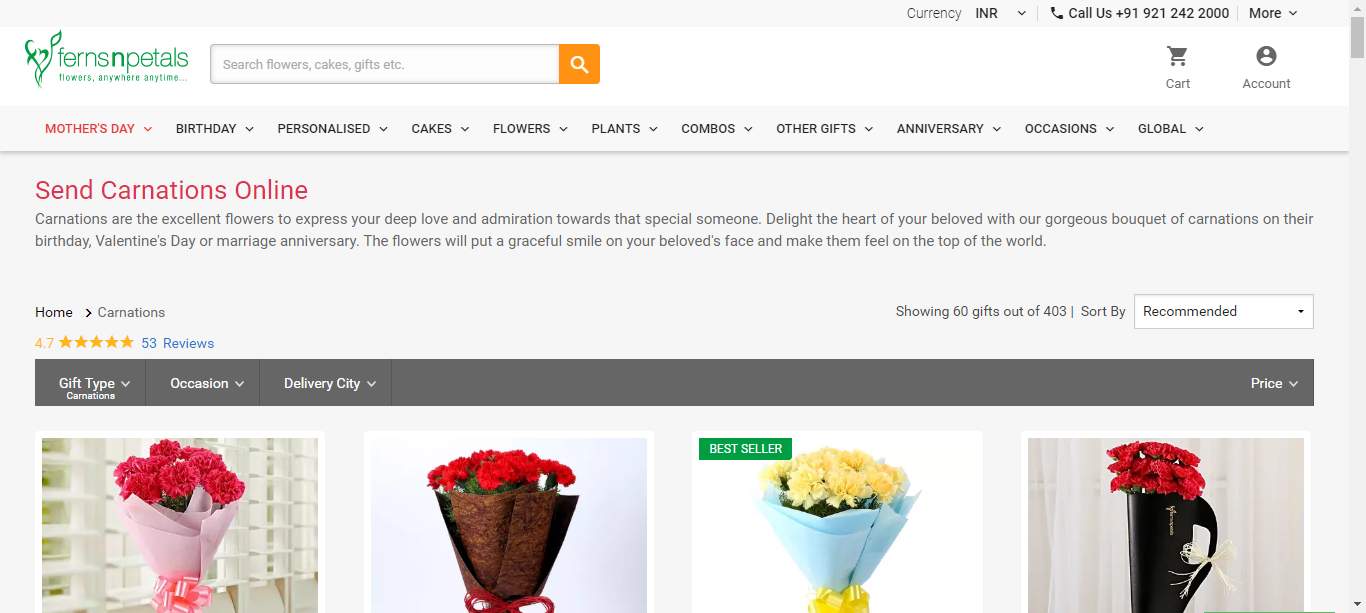 Currency INR
Call Us +91 921 242 2000
More
fernsnpetals
flowers, anywhere anytime...
Search flowers, cakes, gifts etc.
Cart
Account
MOTHER'S DAY BIRTHDAY PERSONALISED CAKES FLOWERS PLANTS COMBOS OTHER GIFTS ANNIVERSARY OCCASIONS GLOBAL
Send Carnations Online
Carnations are the excellent flowers to express your deep love and admiration towards that special someone. Delight the heart of your beloved with our gorgeous bouquet of carnations on their
birthday, Valentine's Day or marriage anniversary. The flowers will put a graceful smile on your beloved's face and make them feel on the top of the world.
Home Carnations
Showing 60 gifts out of 403 | Sort By Recommended
4.7 53 Reviews
Gift Type Occasion Delivery City Price
Carnations
BEST SELLER